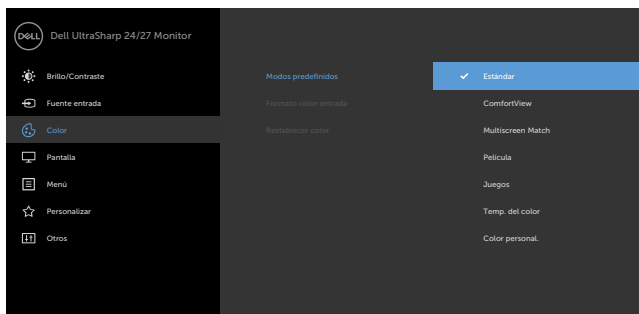 DELL Dell UltraSharp 24/27 Monitor
Brillo/Contraste
Fuente entrada
Color
Pantalla
Menú
Personalizar
Otros
Modos predefinidos
Formato color entrada
Restablecer color
Estándar
ComfortView
Multiscreen Match
Película
Juegos
Temp. del color
Color personal.